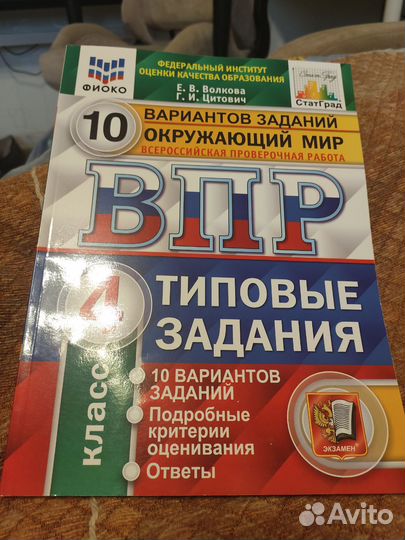 ФЕДЕРАЛЬНЫЙ ИНСТИТУТ
ОЦЕНКИ КАЧЕСТВА ОБРАЗОВАНИЯ
ФИОКО
Е. В. Волкова
Г. И. Цитович
СтатГрад
10
ВАРИАНТОВ ЗАДАНИЙ
ОКРУЖАЮЩИЙ МИР
ВСЕРОССИЙСКАЯ ПРОВЕРОЧНАЯ РАБОТА
ВПР
4
КЛАСС
ТИПОВЫЕ
ЗАДАНИЯ
10 ВАРИАНТОВ
ЗАДАНИЙ
Подробные
критерии
оценивания
Ответы
ЭКЗАМЕН
Avito